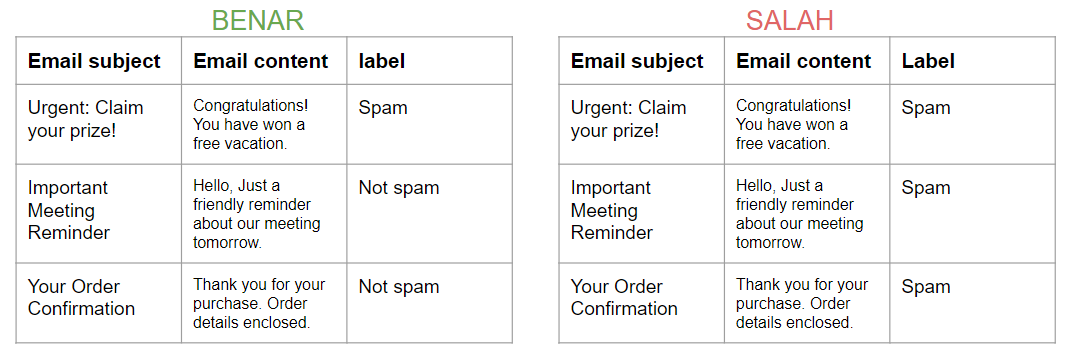 BENAR
Email subject Email content label
Urgent: Claim
your prize!
Congratulations!
You have won a
free vacation.
Spam
Important
Meeting
Reminder
Hello, Just a
friendly reminder
about our meeting
tomorrow.
Not spam
Your Order
Confirmation
Thank you for your
purchase. Order
details enclosed.
Not spam
SALAH
Email subject Email content Label
Urgent: Claim
your prize!
Congratulations!
You have won a
free vacation.
Spam
Important
Meeting
Reminder
Hello, Just a
friendly reminder
about our meeting
tomorrow.
Spam
Your Order
Confirmation
Thank you for your
purchase. Order
details enclosed.
Spam